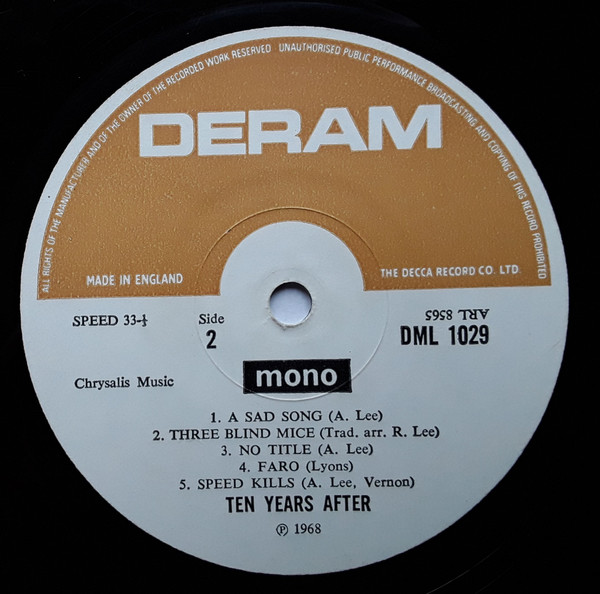 ALL RIGHTS OF THE MANUFACTURER AND OF THE OWNER OF THE RECORDED WORK RESERVED · UNAUTHORISED PUBLIC PERFORMANCE BROADCASTING AND COPYING OF THIS RECORD PROHIBITED
DERAM
MADE IN ENGLAND
THE DECCA RECORD CO. LTD.
SPEED 33-⅓
Side
2
ARL 8565
DML 1029
mono
Chrysalis Music
1. A SAD SONG (A. Lee)
2. THREE BLIND MICE (Trad. arr. R. Lee)
3. NO TITLE (A. Lee)
4. FARO (Lyons)
5. SPEED KILLS (A. Lee, Vernon)
TEN YEARS AFTER
℗ 1968